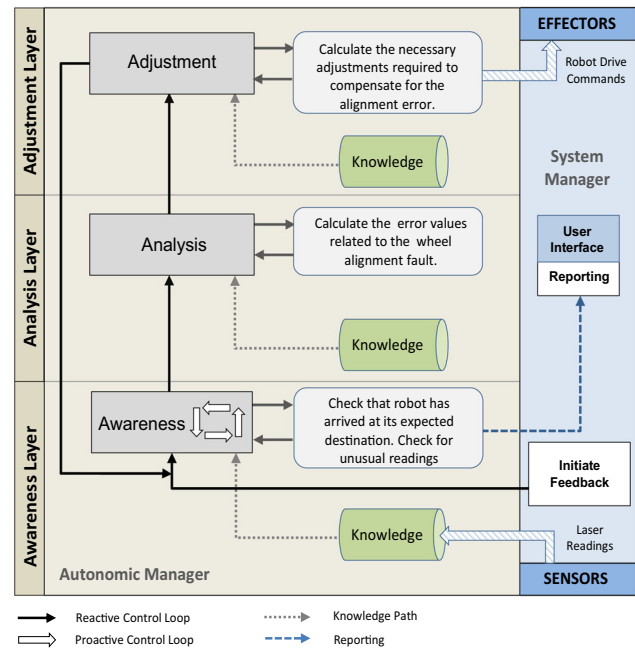 Adjustment Layer
Adjustment
Calculate the necessary
adjustments required to
compensate for the
alignment error.
Knowledge
EFFECTORS
Robot Drive
Commands
System
Manager
Analysis Layer
Analysis
Calculate the error values
related to the wheel
alignment fault.
Knowledge
User
Interface
Reporting
Awareness Layer
Awareness
Check that robot has
arrived at its expected
destination. Check for
unusual readings
Initiate
Feedback
Knowledge
Laser
Readings
Autonomic Manager
SENSORS
Reactive Control Loop
Knowledge Path
Proactive Control Loop
Reporting